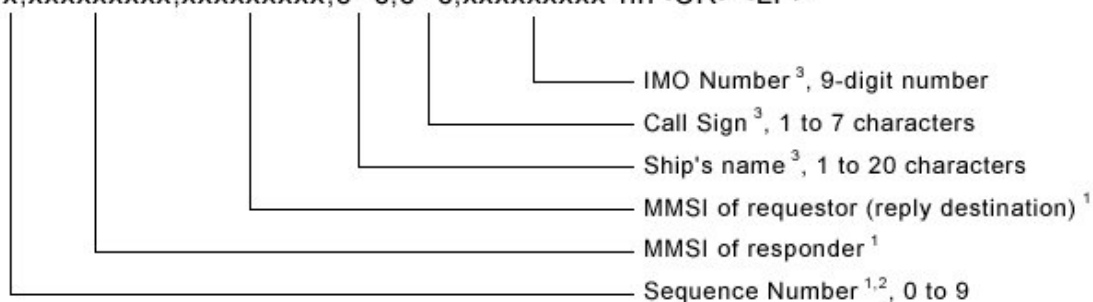 IMO Number ³, 9-digit number
Call Sign ³, 1 to 7 characters
Ship's name ³, 1 to 20 characters
MMSI of requestor (reply destination) ¹
MMSI of responder ¹
Sequence Number ¹,², 0 to 9